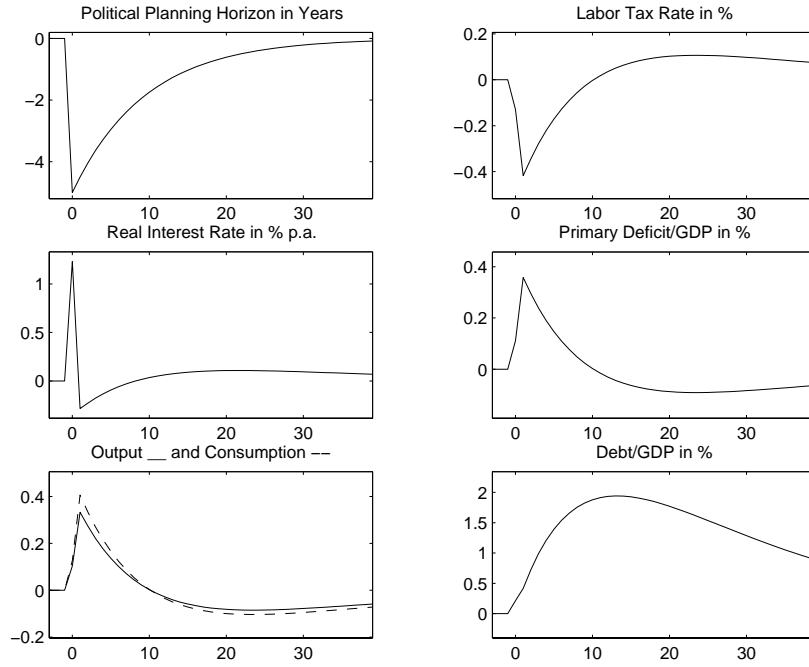 Political Planning Horizon in Years
0
−2
−4
0 10 20 30
Labor Tax Rate in %
0.2
0
−0.2
−0.4
0 10 20 30
Real Interest Rate in % p.a.
1
0.5
0
0 10 20 30
Primary Deficit/GDP in %
0.4
0.2
0
0 10 20 30
Output __ and Consumption −−
0.4
0.2
0
−0.2
0 10 20 30
Debt/GDP in %
2
1.5
1
0.5
0
0 10 20 30